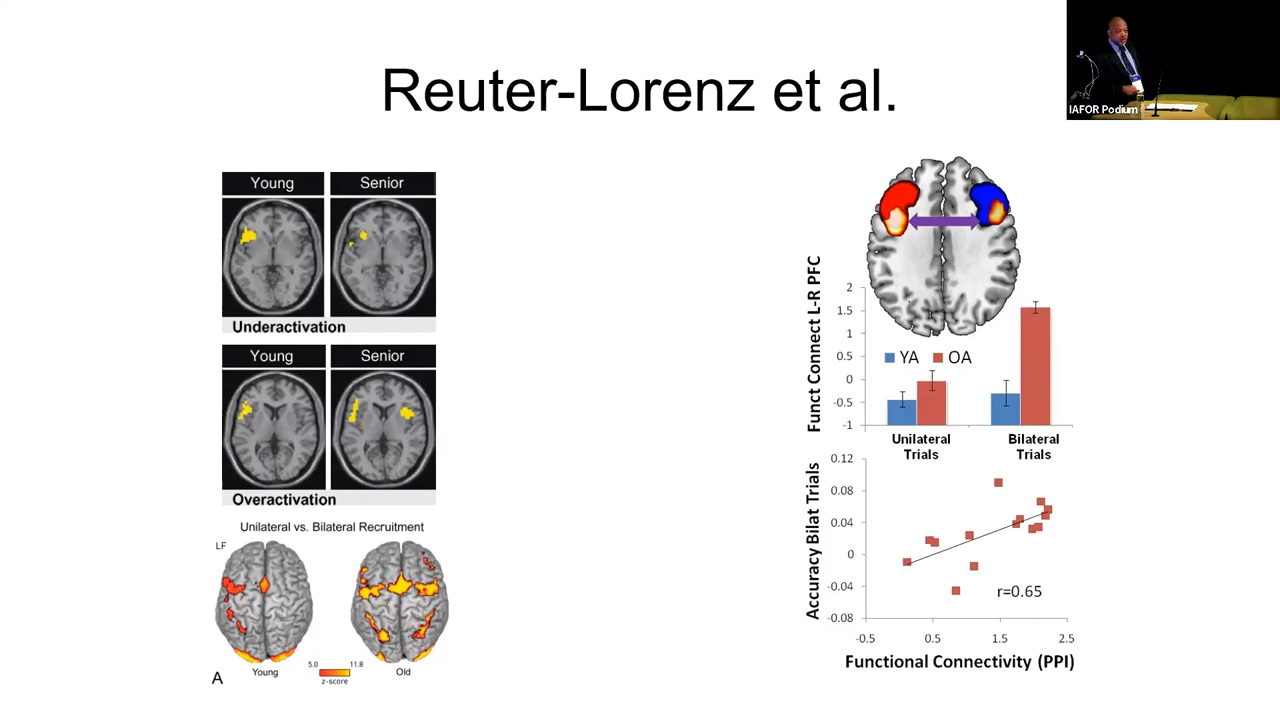 Reuter-Lorenz et al.
IAFOR Podium
Young
Senior
Underactivation
Young
Senior
Overactivation
Unilateral vs. Bilateral Recruitment
LF
5.0
11.8
Young
z-score
Old
A
Funct Connect L-R PFC
2
1.5
1
0.5
0
-0.5
-1
YA
OA
Unilateral
Trials
Bilateral
Trials
Accuracy Bilat Trials
0.12
0.08
0.04
0
-0.04
-0.08
r=0.65
-0.5
0.5
1.5
2.5
Functional Connectivity (PPI)